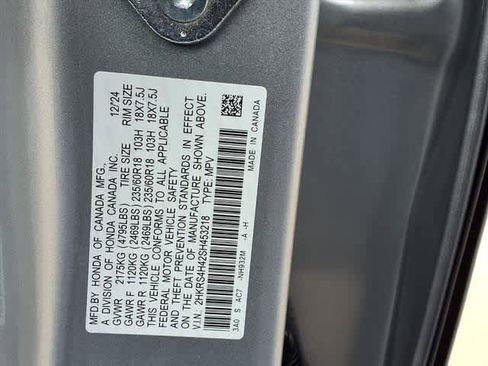 MFD BY HONDA OF CANADA MFG. 12/24
A DIVISION OF HONDA CANADA INC.
TIRE SIZE RIM SIZE
GVWR 2175KG (4795LBS)
GAWR F 1120KG (2469LBS) 235/60R18 103H 18X7.5J
GAWR R 1120KG (2469LBS) 235/60R18 103H 18X7.5J
THIS VEHICLE CONFORMS TO ALL APPLICABLE
FEDERAL MOTOR VEHICLE SAFETY
AND THEFT PREVENTION STANDARDS IN EFFECT
ON THE DATE OF MANUFACTURE SHOWN ABOVE.
V.I.N.: 2HKRS4H42SH453218 TYPE: MPV
3A0 S AC7 -NH932M -A -H
MADE IN CANADA